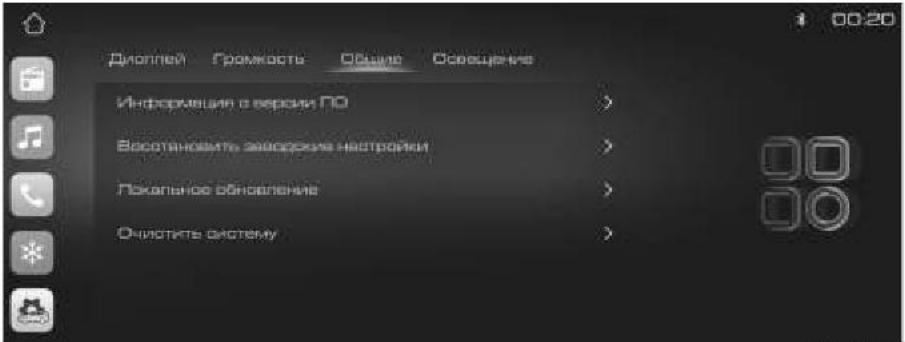 00:20
Дисплей Громкость Общие Освещение
Информация о версии ПО
Восстановить заводские настройки
Локальное обновление
Очистить систему